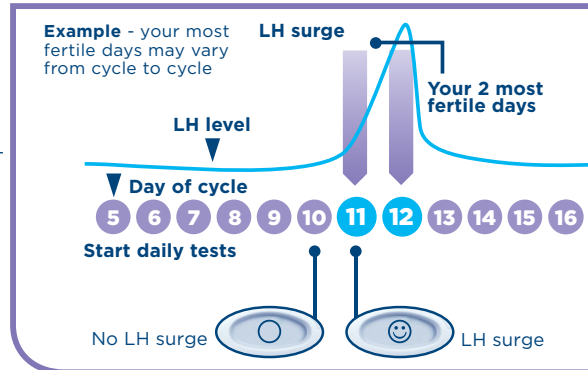 Example - your most
fertile days may vary
from cycle to cycle
LH surge
Your 2 most
fertile days
LH level
Day of cycle
5 6 7 8 9 10 11 12 13 14 15 16
Start daily tests
No LH surge
LH surge